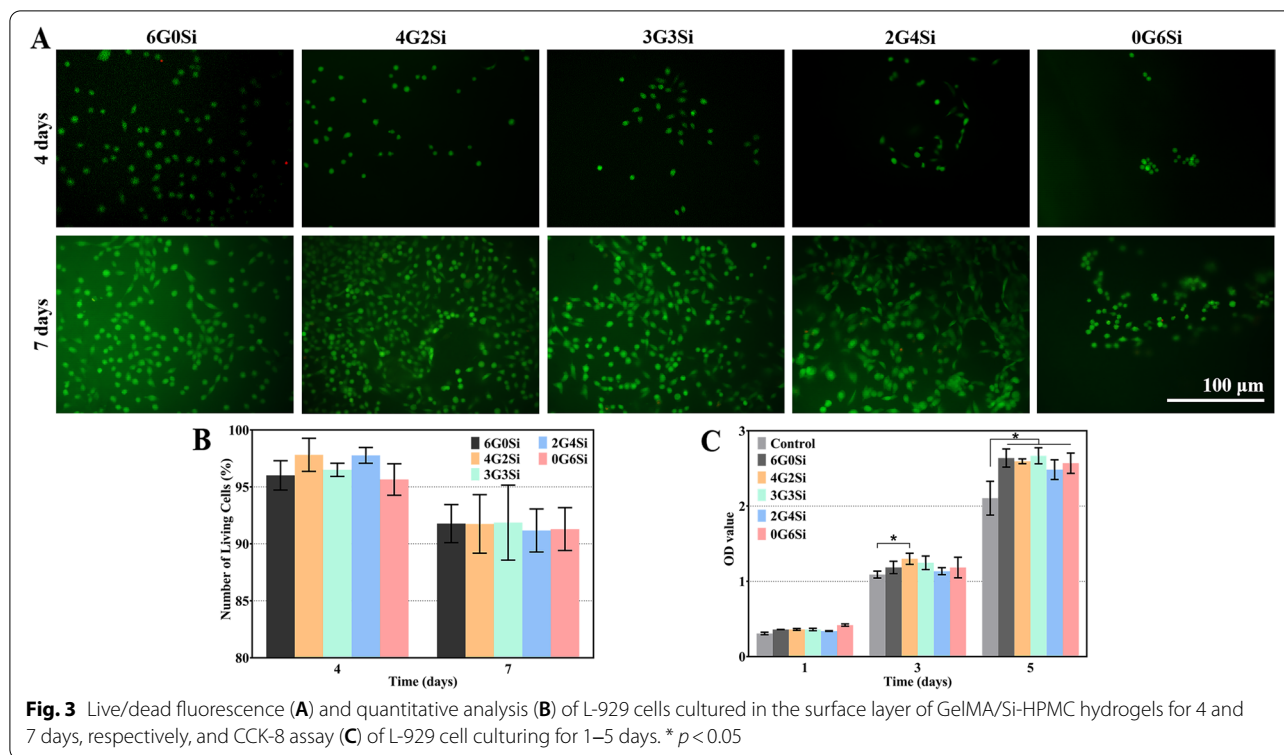 A
6G0Si 4G2Si 3G3Si 2G4Si 0G6Si
4 days
7 days
100 μm
B
Number of Living Cells (%)
100
95
90
85
80
6G0Si 2G4Si
4G2Si 0G6Si
3G3Si
4 7
Time (days)
C
OD value
3
2
1
0
Control
6G0Si
4G2Si
3G3Si
2G4Si
0G6Si
*
*
1 3 5
Time (days)
Fig. 3 Live/dead fluorescence (A) and quantitative analysis (B) of L-929 cells cultured in the surface layer of GelMA/Si-HPMC hydrogels for 4 and
7 days, respectively, and CCK-8 assay (C) of L-929 cell culturing for 1–5 days. * p < 0.05